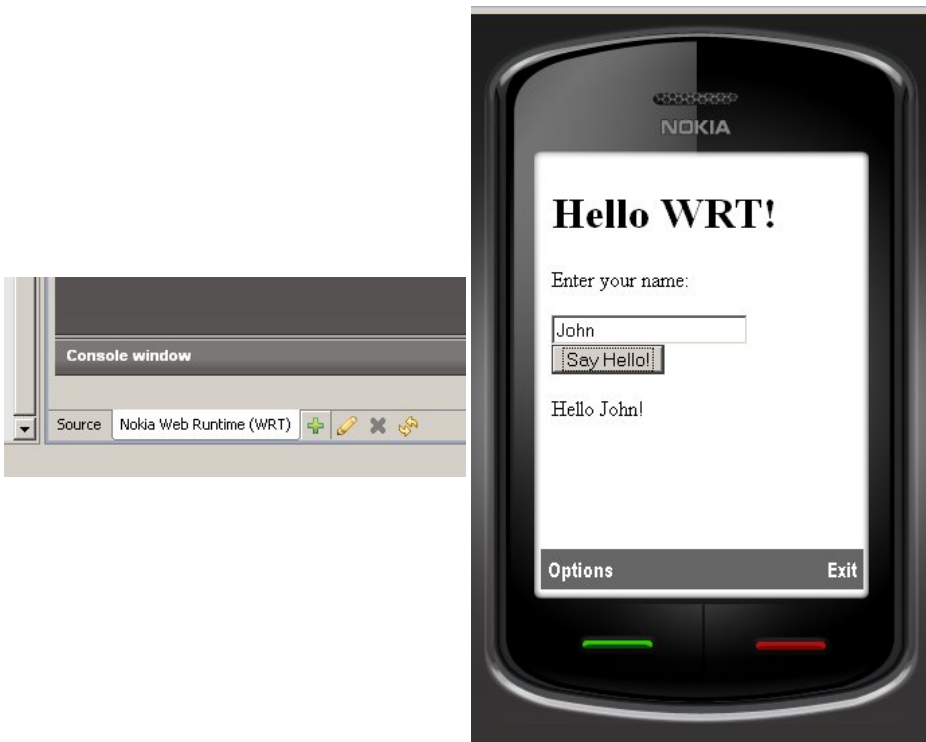 Console window
Source Nokia Web Runtime (WRT)
NOKIA
Hello WRT!
Enter your name:
John
Say Hello!
Hello John!
Options Exit